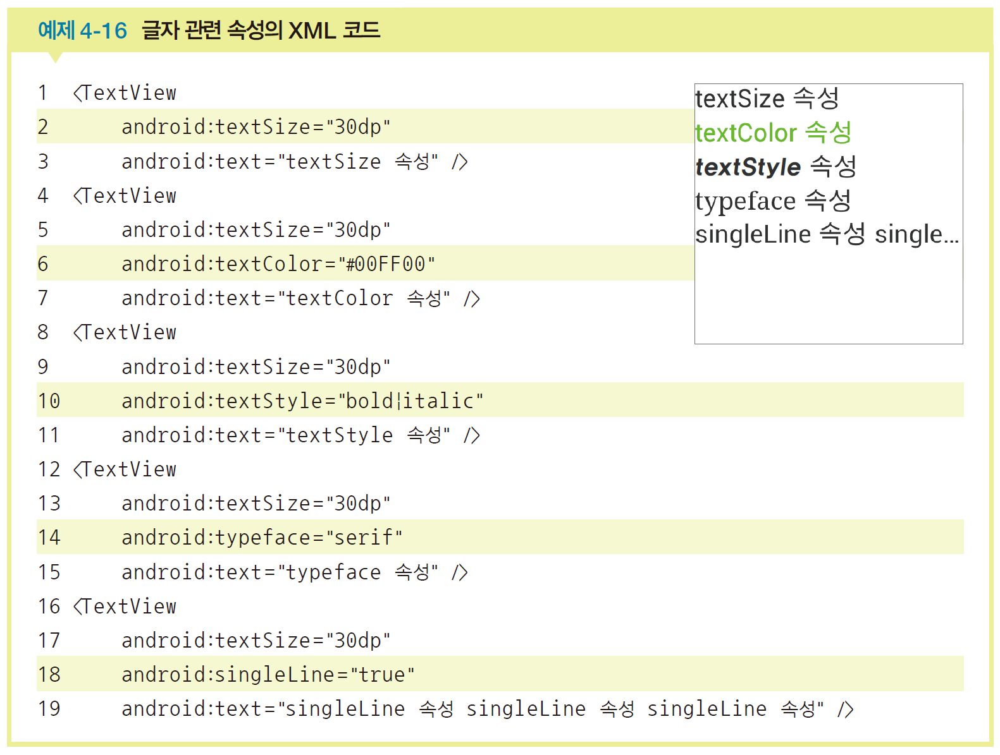 예제 4-16 글자 관련 속성의 XML 코드
1 <TextView
2 android:textSize="30dp"
3 android:text="textSize 속성" />
4 <TextView
5 android:textSize="30dp"
6 android:textColor="#00FF00"
7 android:text="textColor 속성" />
8 <TextView
9 android:textSize="30dp"
10 android:textStyle="bold¦italic"
11 android:text="textStyle 속성" />
12 <TextView
13 android:textSize="30dp"
14 android:typeface="serif"
15 android:text="typeface 속성" />
16 <TextView
17 android:textSize="30dp"
18 android:singleLine="true"
19 android:text="singleLine 속성 singleLine 속성 singleLine 속성" />
textSize 속성
textColor 속성
textStyle 속성
typeface 속성
singleLine 속성 single...